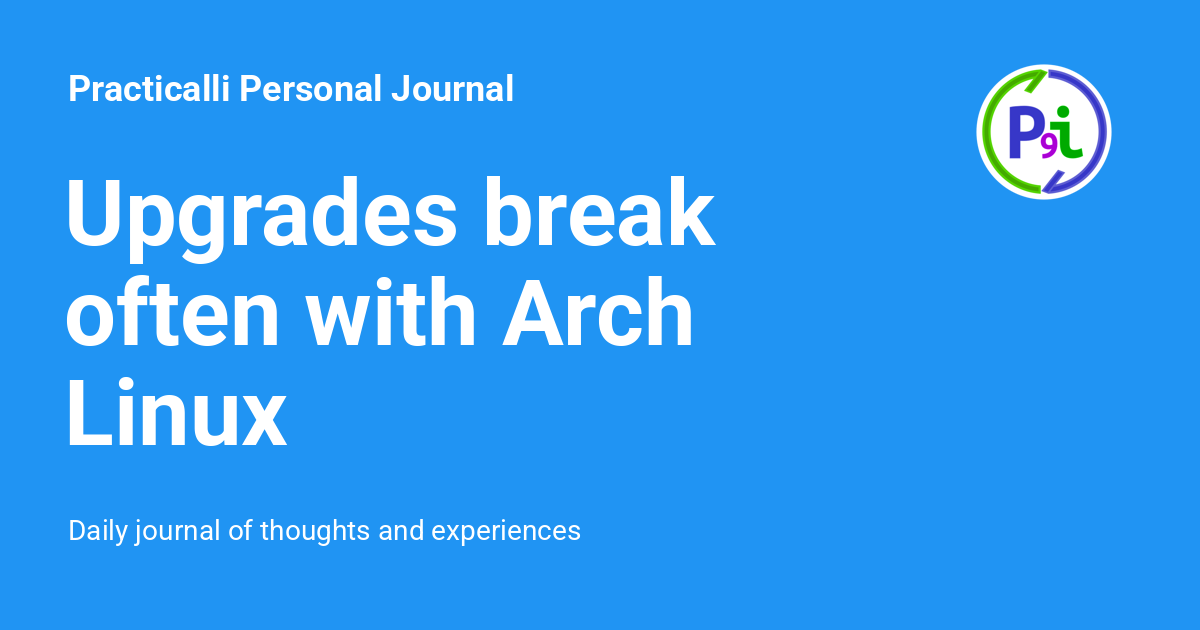 Practicalli Personal Journal
P9i
Upgrades break
often with Arch
Linux
Daily journal of thoughts and experiences